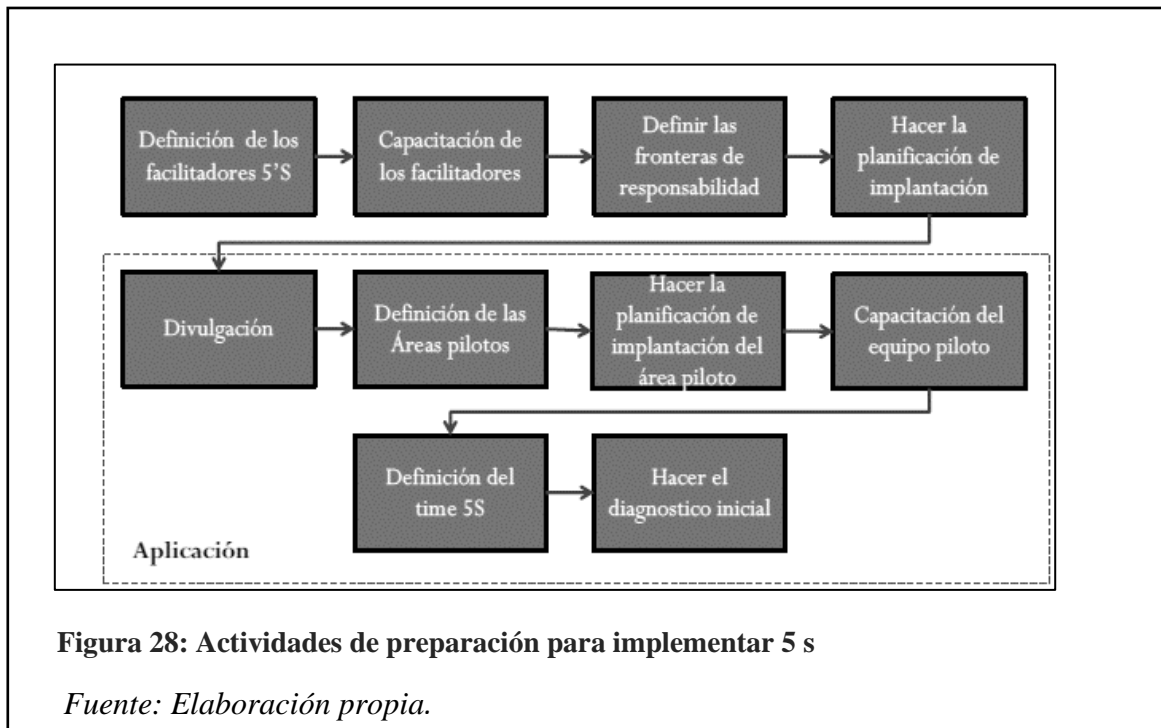 Definición de los
facilitadores 5'S
Capacitación de
los facilitadores
Definir las
fronteras de
responsabilidad
Hacer la
planificación de
implantación
Divulgación
Definición de las
Áreas pilotos
Hacer la
planificación de
implantación del
área piloto
Capacitación del
equipo piloto
Definición del
time 5S
Hacer el
diagnostico inicial
Aplicación
Figura 28: Actividades de preparación para implementar 5 s
Fuente: Elaboración propia.